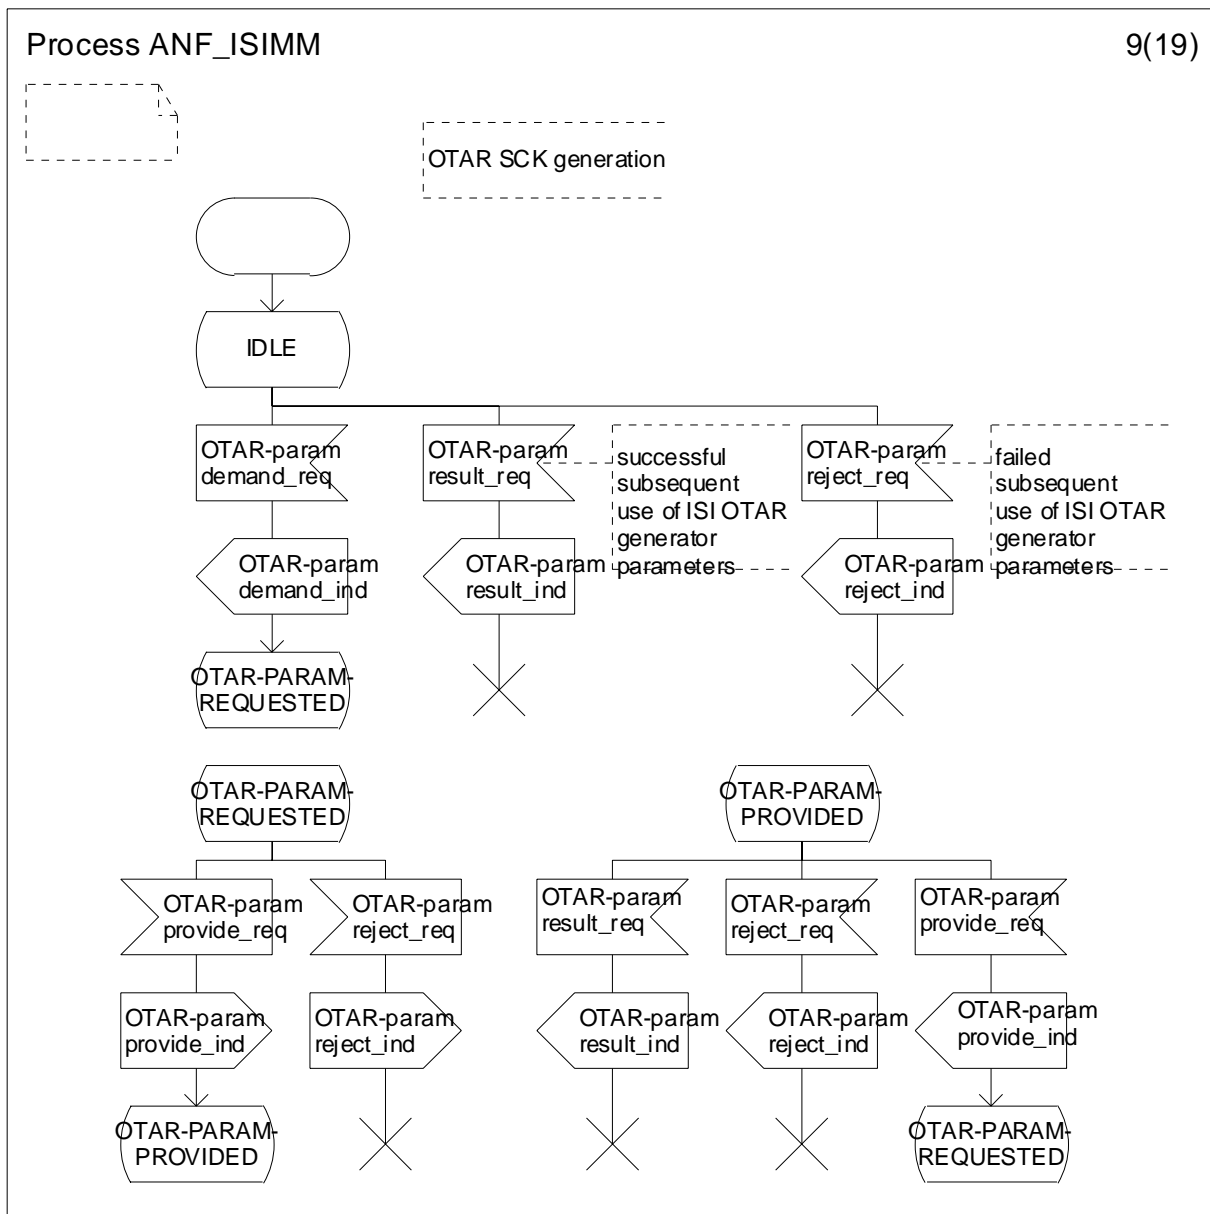 Process ANF_ISIMM
9(19)
OTAR SCK generation
IDLE
OTAR-param
demand_req
OTAR-param
result_req
successful
subsequent
use of ISI OTAR
generator
parameters
OTAR-param
reject_req
failed
subsequent
use of ISI OTAR
generator
parameters
OTAR-param
demand_ind
OTAR-param
result_ind
OTAR-param
reject_ind
OTAR-PARAM-
REQUESTED
OTAR-PARAM-
REQUESTED
OTAR-PARAM-
PROVIDED
OTAR-param
provide_req
OTAR-param
reject_req
OTAR-param
result_req
OTAR-param
reject_req
OTAR-param
provide_req
OTAR-param
provide_ind
OTAR-param
reject_ind
OTAR-param
result_ind
OTAR-param
reject_ind
OTAR-param
provide_ind
OTAR-PARAM-
PROVIDED
OTAR-PARAM-
REQUESTED